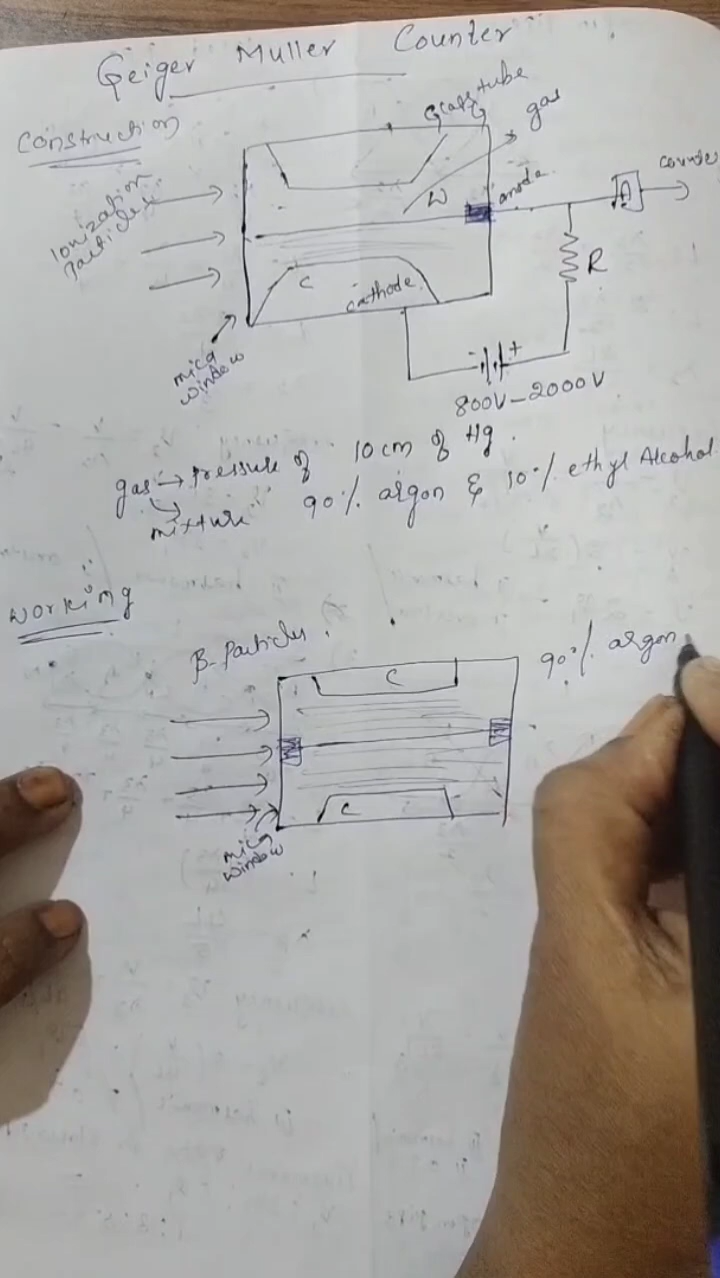 Geiger Muller Counter
Construction
Glass tube
gas
counter
Ionization
Particles
W
anode
A
R
C
cathode
mica
window
- +
800V-2000V
gas → Pressure of 10 cm of Hg.
mixture 90% argon & 10% ethyl Alcohol
Working
β-Particles
90% argon
C
C
mica
window